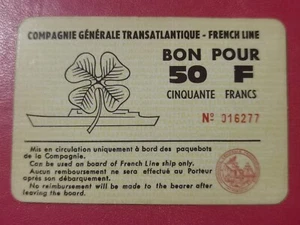 COMPAGNIE GÉNÉRALE TRANSATLANTIQUE - FRENCH LINE
BON POUR
50 F
CINQUANTE FRANCS
Nº 016277
Mis en circulation uniquement à bord des paquebots
de la Compagnie.
Can be used on board of French Line ship only.
Aucun remboursement ne sera effectué au Porteur
après son débarquement.
No reimbursement will be made to the bearer after
leaving the board.